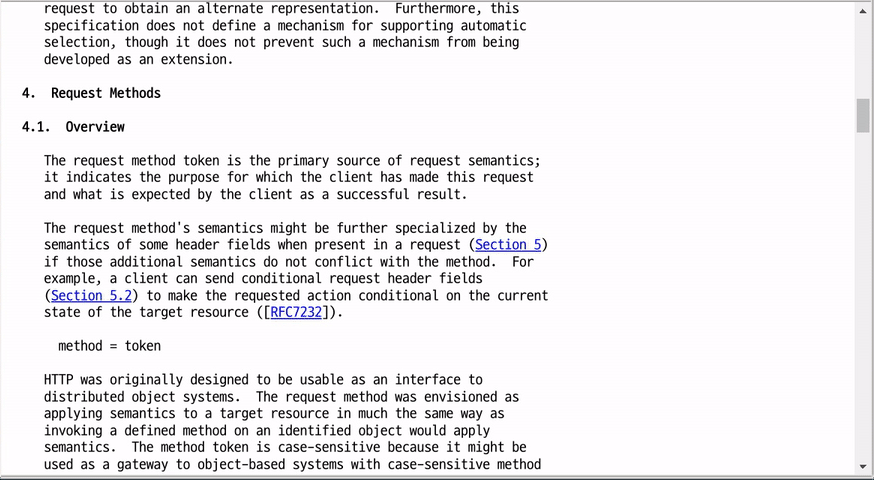 request to obtain an alternate representation.  Furthermore, this
specification does not define a mechanism for supporting automatic
selection, though it does not prevent such a mechanism from being
developed as an extension.
4.  Request Methods
4.1.  Overview
The request method token is the primary source of request semantics;
it indicates the purpose for which the client has made this request
and what is expected by the client as a successful result.
The request method's semantics might be further specialized by the
semantics of some header fields when present in a request (Section 5)
if those additional semantics do not conflict with the method.  For
example, a client can send conditional request header fields
(Section 5.2) to make the requested action conditional on the current
state of the target resource ([RFC7232]).
method = token
HTTP was originally designed to be usable as an interface to
distributed object systems.  The request method was envisioned as
applying semantics to a target resource in much the same way as
invoking a defined method on an identified object would apply
semantics.  The method token is case-sensitive because it might be
used as a gateway to object-based systems with case-sensitive method